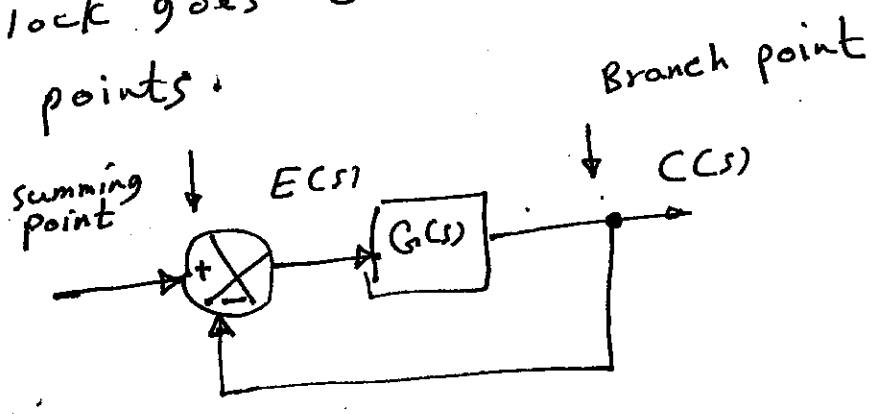 lock goes
points.
Branch point
summing
point
E(s)
C(s)
G(s)
+
-